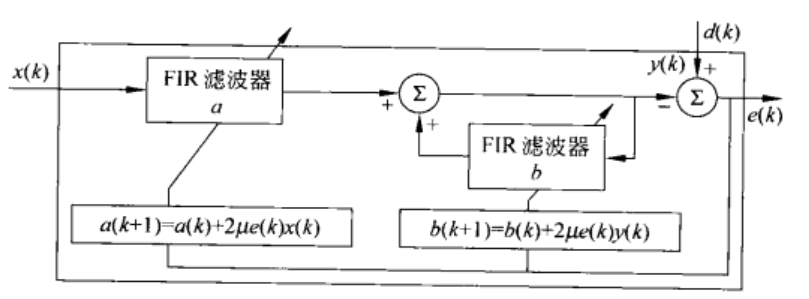 d(k)
x(k)
FIR 滤波器
a
y(k)
+
+
Σ
+
−
Σ
e(k)
FIR 滤波器
b
a(k+1)=a(k)+2μe(k)x(k)
b(k+1)=b(k)+2μe(k)y(k)